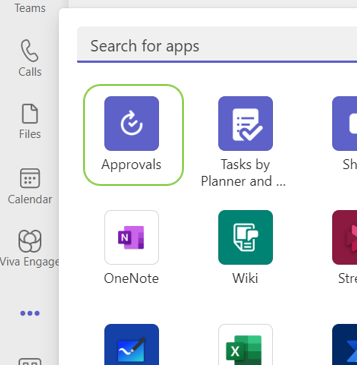 Teams
Calls
Files
Calendar
Viva Engage
Search for apps
Approvals
Tasks by
Planner and ...
Sh
OneNote
Wiki
Stre